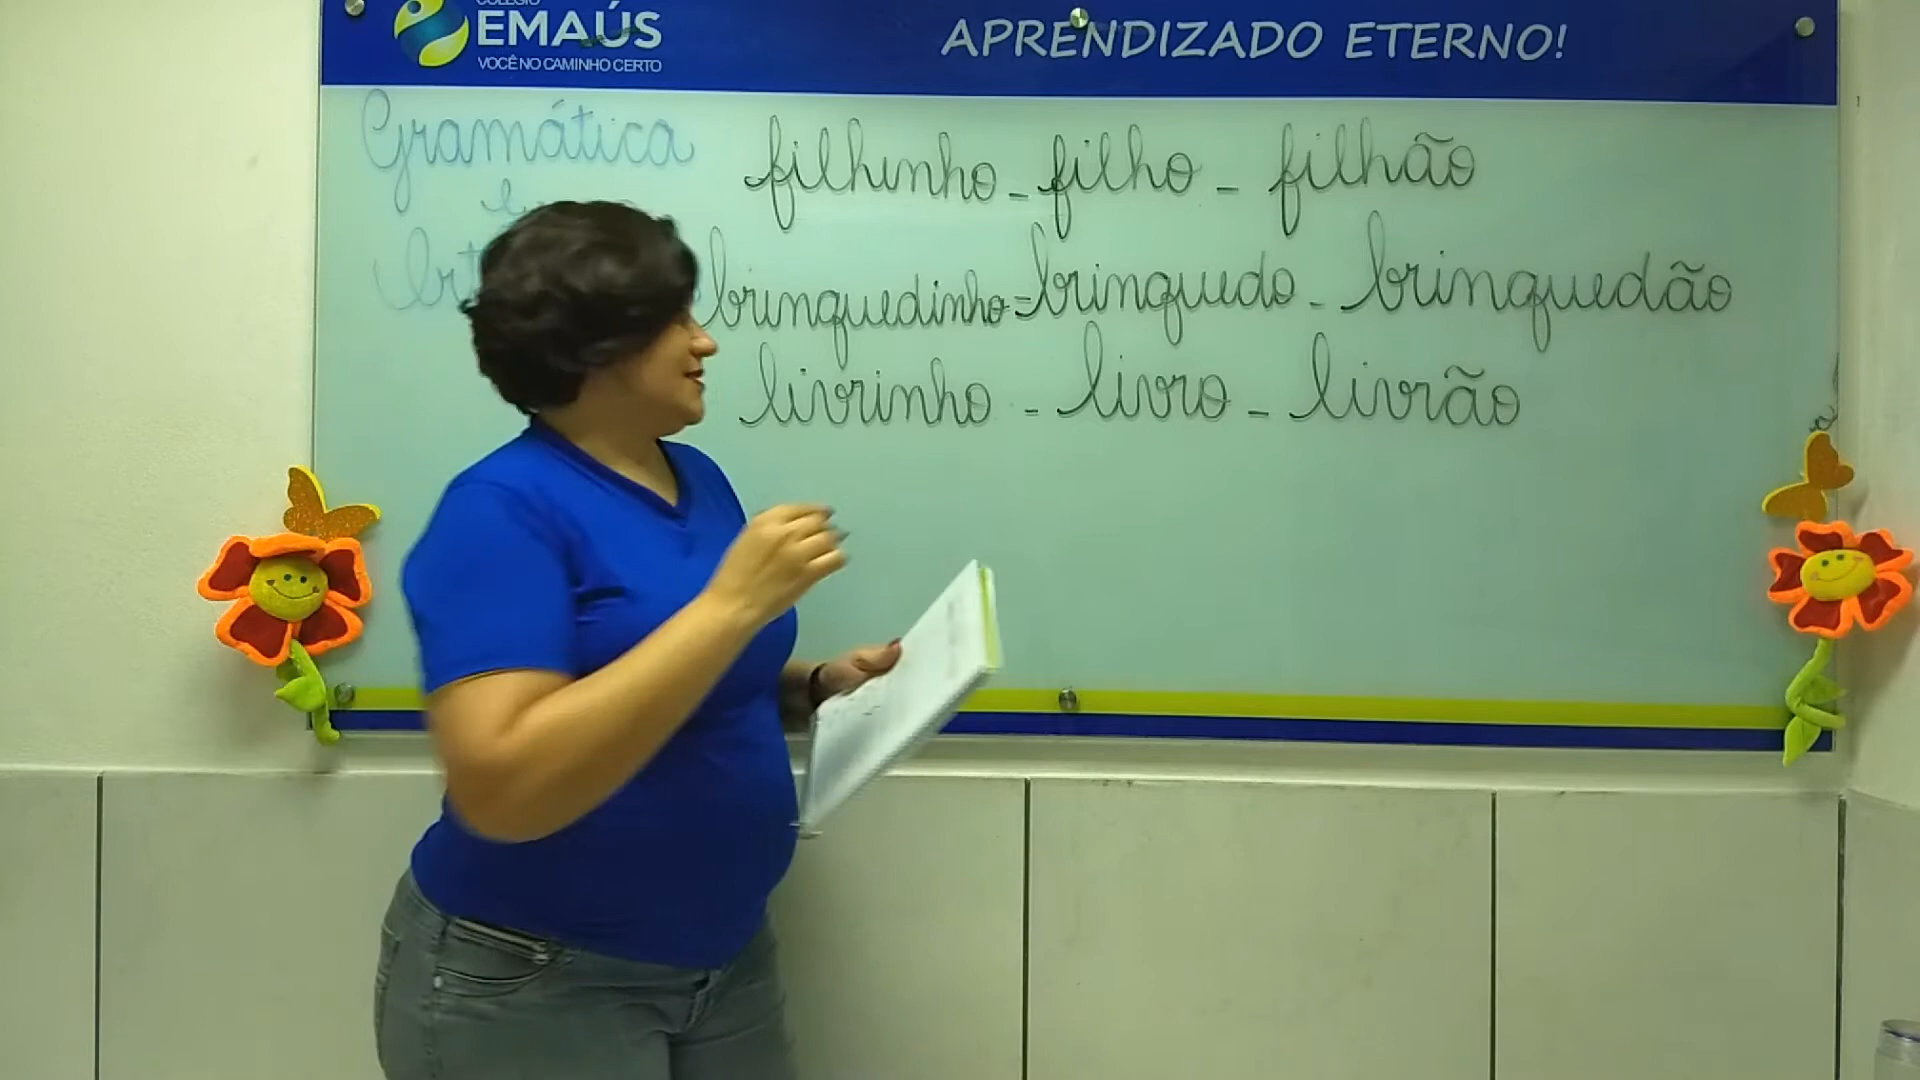 COLÉGIO
EMAÚS
VOCÊ NO CAMINHO CERTO
APRENDIZADO ETERNO!
Gramática
e
filhinho - filho - filhão
brinquedinho - brinquedo - brinquedão
livrinho - livro - livrão